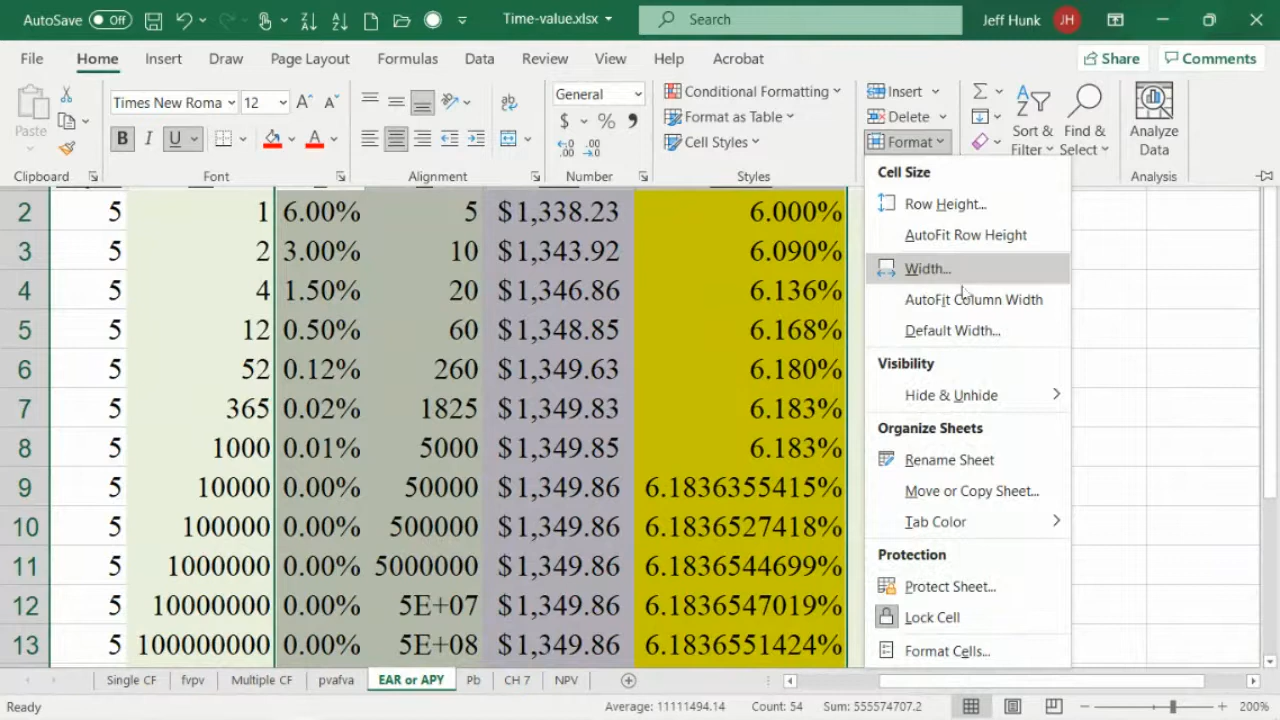 AutoSave Off Time-value.xlsx Search Jeff Hunk JH
File Home Insert Draw Page Layout Formulas Data Review View Help Acrobat Share Comments
Paste Times New Roma 12 General Conditional Formatting Insert
Format as Table Delete
B I U $ % Cell Styles Format Sort & Filter Find & Select Analyze Data
Clipboard Font Alignment Number Styles Analysis
Cell Size
Row Height...
AutoFit Row Height
Width...
AutoFit Column Width
Default Width...
Visibility
Hide & Unhide
Organize Sheets
Rename Sheet
Move or Copy Sheet...
Tab Color
Protection
Protect Sheet...
Lock Cell
Format Cells...
2 5 1 6.00% 5 $1,338.23 6.000%
3 5 2 3.00% 10 $1,343.92 6.090%
4 5 4 1.50% 20 $1,346.86 6.136%
5 5 12 0.50% 60 $1,348.85 6.168%
6 5 52 0.12% 260 $1,349.63 6.180%
7 5 365 0.02% 1825 $1,349.83 6.183%
8 5 1000 0.01% 5000 $1,349.85 6.183%
9 5 10000 0.00% 50000 $1,349.86 6.1836355415%
10 5 100000 0.00% 500000 $1,349.86 6.1836527418%
11 5 1000000 0.00% 5000000 $1,349.86 6.1836544699%
12 5 10000000 0.00% 5E+07 $1,349.86 6.1836547019%
13 5 100000000 0.00% 5E+08 $1,349.86 6.1836551424%
Single CF fvpv Multiple CF pvafva EAR or APY Pb CH 7 NPV
Ready Average: 11111494.14 Count: 54 Sum: 555574707.2 200%